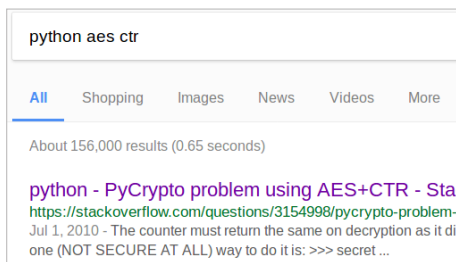 python aes ctr
All Shopping Images News Videos More
About 156,000 results (0.65 seconds)
python - PyCrypto problem using AES+CTR - Sta
https://stackoverflow.com/questions/3154998/pycrypto-problem-
Jul 1, 2010 - The counter must return the same on decryption as it di
one (NOT SECURE AT ALL) way to do it is: >>> secret ...